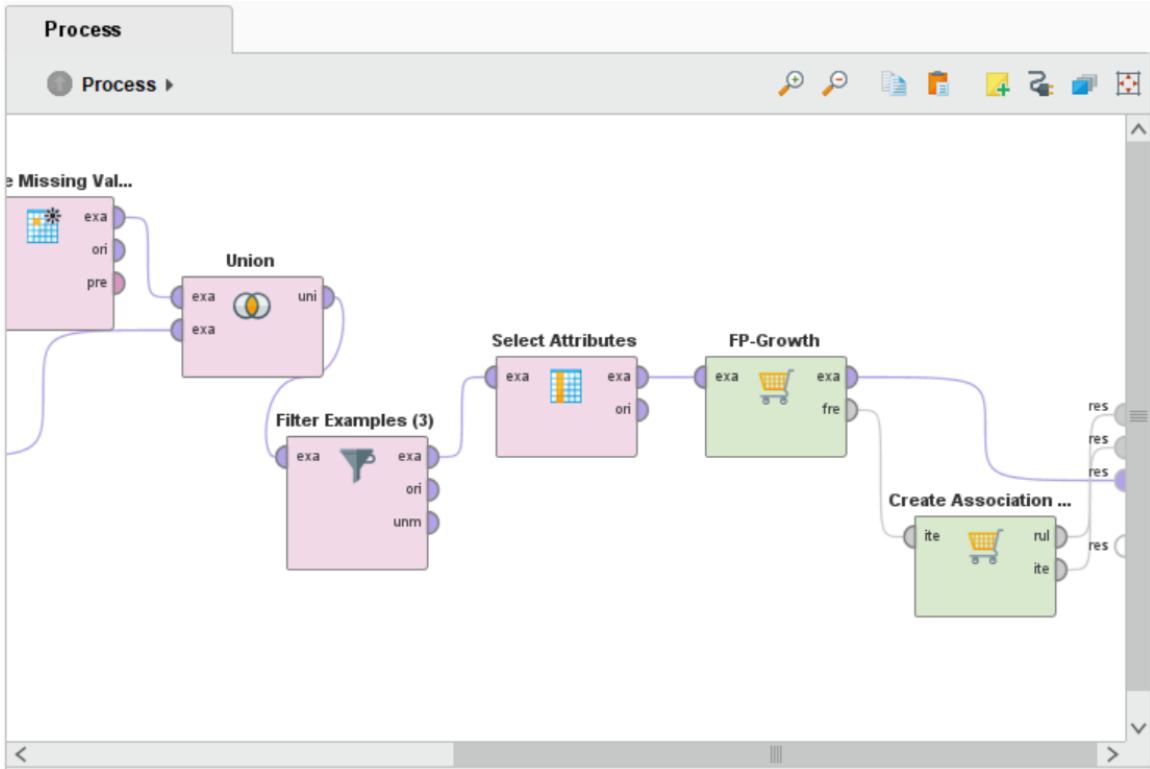 Process
Process
e Missing Val...
exa
ori
pre
Union
exa
uni
exa
Filter Examples (3)
exa
exa
ori
unm
Select Attributes
exa
exa
ori
FP-Growth
exa
exa
fre
Create Association ...
ite
rul
ite
res
res
res
res